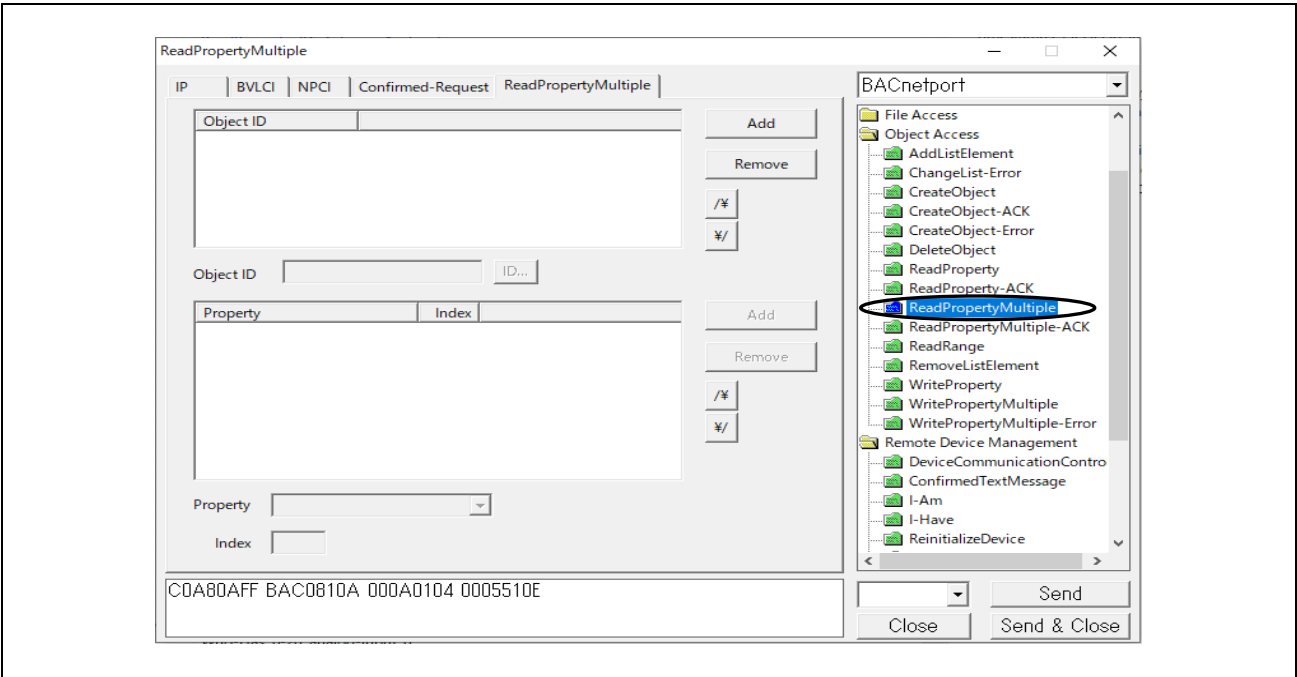 ReadPropertyMultiple
IP BVLCI NPCI Confirmed-Request ReadPropertyMultiple
Object ID
Add
Remove
/¥
¥/
Object ID ID...
Property Index
Add
Remove
/¥
¥/
Property
Index
C0A80AFF BAC0810A 000A0104 0005510E
BACnetport
File Access
Object Access
AddListElement
ChangeList-Error
CreateObject
CreateObject-ACK
CreateObject-Error
DeleteObject
ReadProperty
ReadProperty-ACK
ReadPropertyMultiple
ReadPropertyMultiple-ACK
ReadRange
RemoveListElement
WriteProperty
WritePropertyMultiple
WritePropertyMultiple-Error
Remote Device Management
DeviceCommunicationContro
ConfirmedTextMessage
I-Am
I-Have
ReinitializeDevice
Send
Close Send & Close